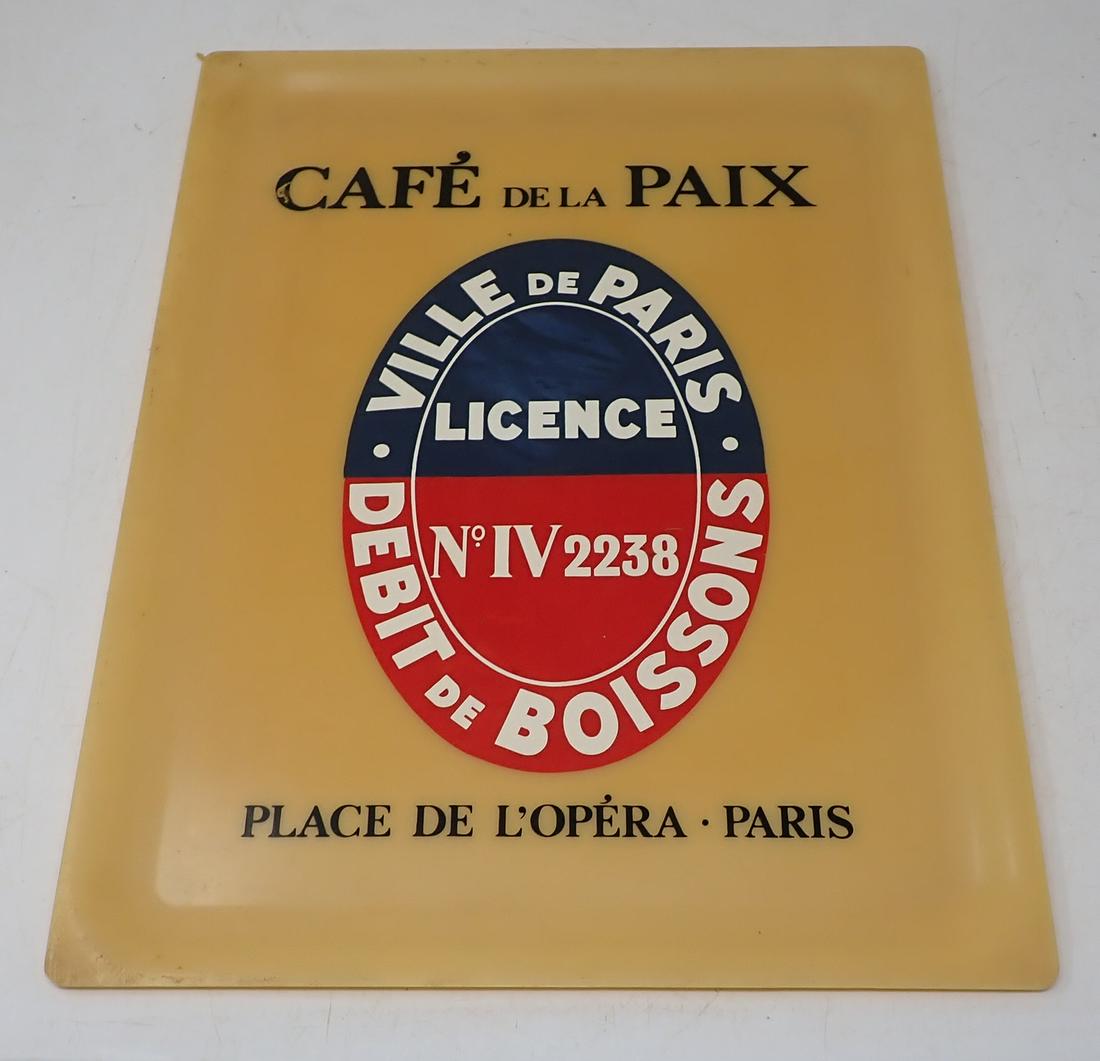 CAFÉ DE LA PAIX
VILLE DE PARIS
LICENCE
Nº IV 2238
· DEBIT DE BOISSONS ·
PLACE DE L'OPÉRA · PARIS